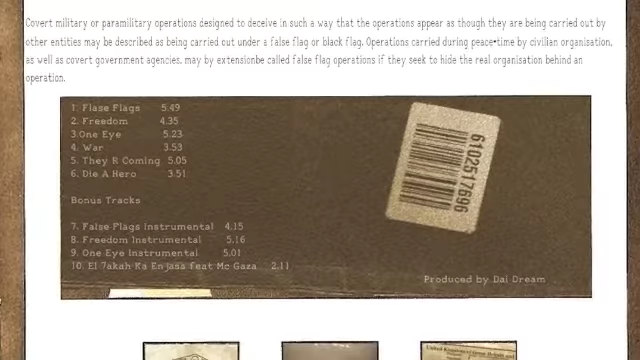 Covert military or paramilitary operations designed to deceive in such a way that the operations appear as though they are being carried out by
other entities may be described as being carried out under a false flag or black flag. Operations carried during peace-time by civilian organisation,
as well as covert government agencies, may by extensionbe called false flag operations if they seek to hide the real organisation behind an
operation.
1. Flase Flags 5.49
2. Freedom 4.35
3.One Eye 5.23
4. War 3.53
5. They R Coming 5.05
6. Die A Hero 3.51
Bonus Tracks
7. False Flags Instrumental 4.15
8. Freedom Instrumental 5.16
9. One Eye Instrumental 5.01
10. El 7akah Ka Enjasa feat Mc Gaza 2.11
6102517696
Produced by Dai Dream